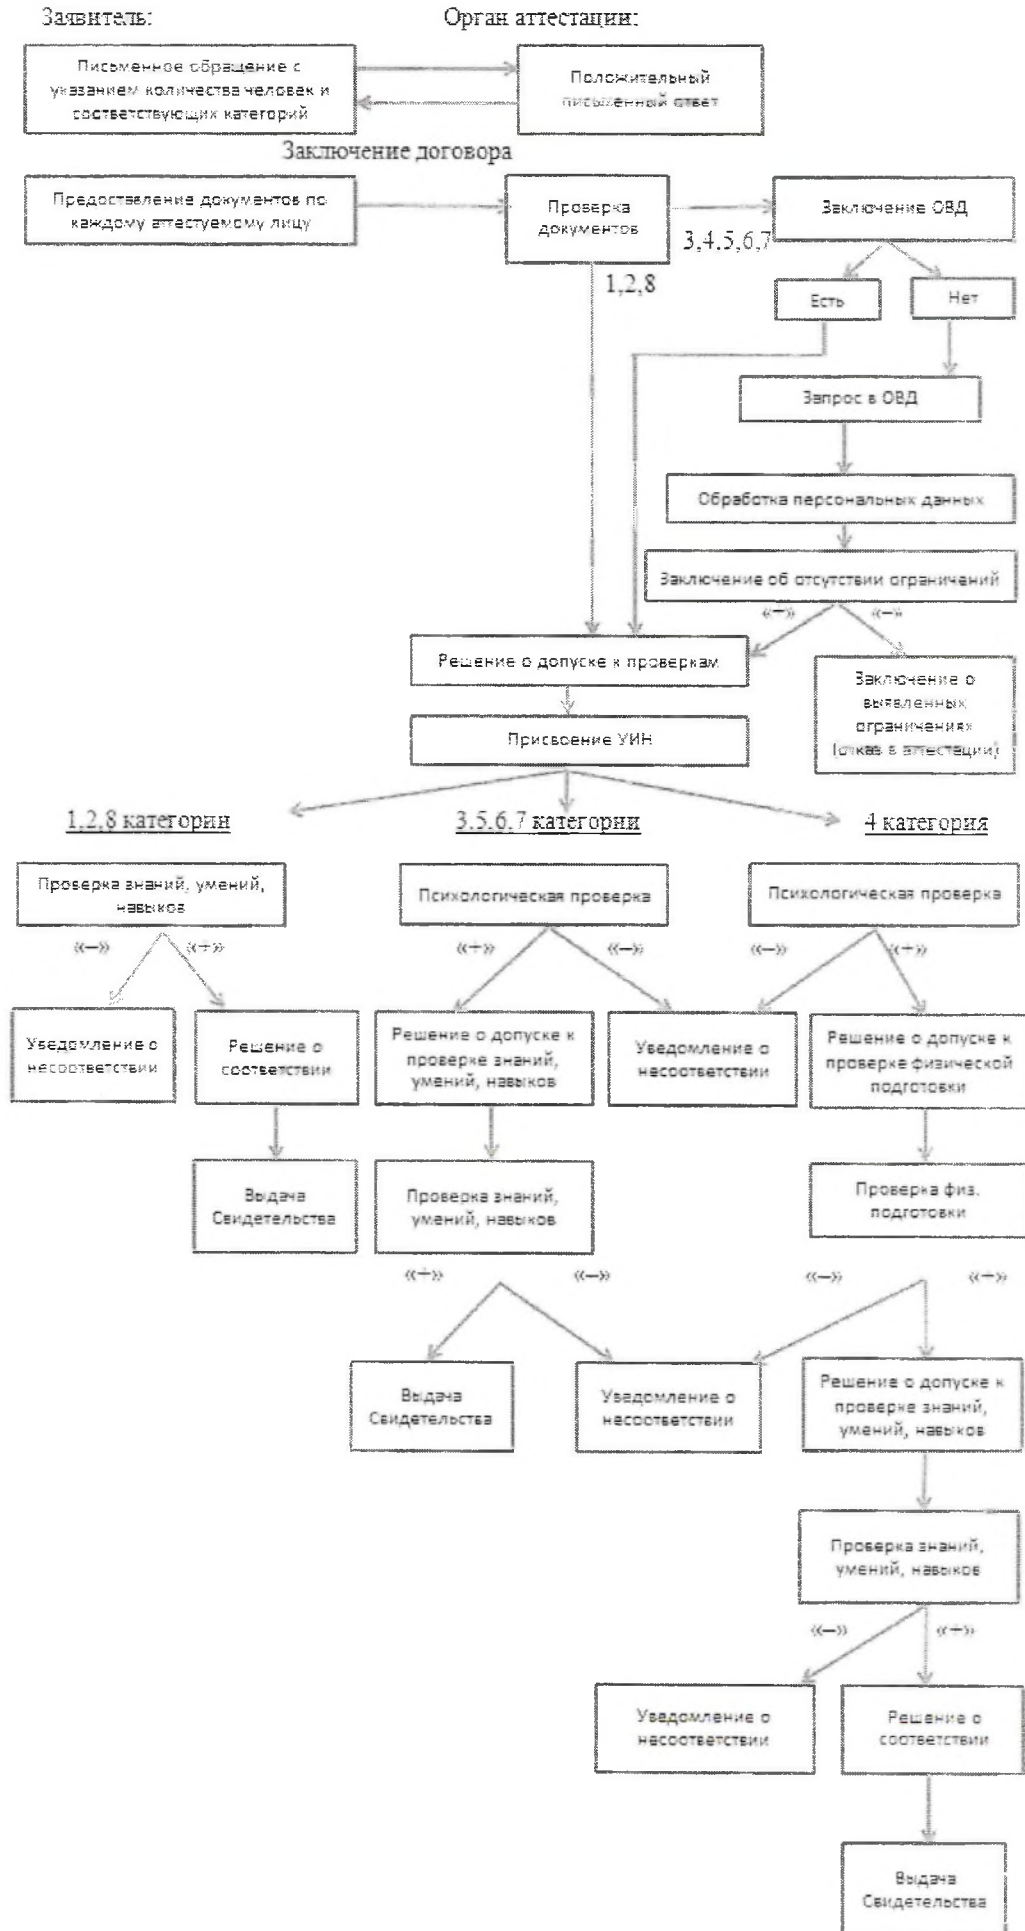 Заявитель:
Орган аттестации:
Письменное обращение с
указанием количества человек и
соответствующих категорий
Положительный
письменный ответ
Заключение договора
Предоставление документов по
каждому аттестуемому лицу
Проверка
документов
3,4,5,6,7
Заключение ОВД
1,2,8
Есть
Нет
Запрос в ОВД
Обработка персональных данных
Заключение об отсутствии ограничений
«+»
«–»
Решение о допуске к проверкам
Заключение о
выявленных
ограничениях
(отказ в аттестации)
Присвоение УИН
1,2,8 категории
3,5,6,7 категории
4 категория
Проверка знаний, умений,
навыков
Психологическая проверка
Психологическая проверка
«–»
«+»
«+»
«–»
«–»
«+»
Уведомление о
несоответствии
Решение о
соответствии
Решение о допуске к
проверке знаний,
умений, навыков
Уведомление о
несоответствии
Решение о допуске к
проверке физической
подготовки
Выдача
Свидетельства
Проверка знаний,
умений, навыков
Проверка физ.
подготовки
«+»
«–»
«–»
«+»
Выдача
Свидетельства
Уведомление о
несоответствии
Решение о допуске к
проверке знаний,
умений, навыков
Проверка знаний,
умений, навыков
«–»
«+»
Уведомление о
несоответствии
Решение о
соответствии
Выдача
Свидетельства